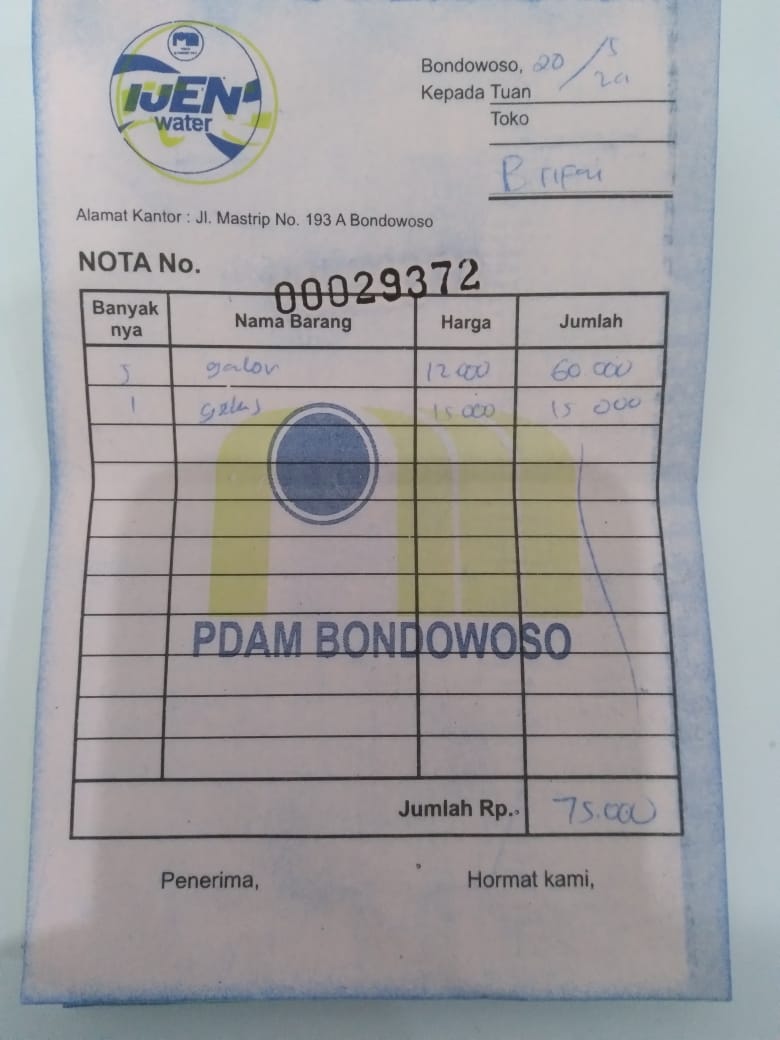 IJEN
water
Bondowoso, 20/5
Kepada Tuan
Toko
B rifai
Alamat Kantor : Jl. Mastrip No. 193 A Bondowoso
NOTA No. 00029372
Banyak nya Nama Barang Harga Jumlah
5 galon 12 000 60 000
1 15 000 15 000
PDAM BONDOWOSO
Jumlah Rp. 75.000
Penerima, Hormat kami,